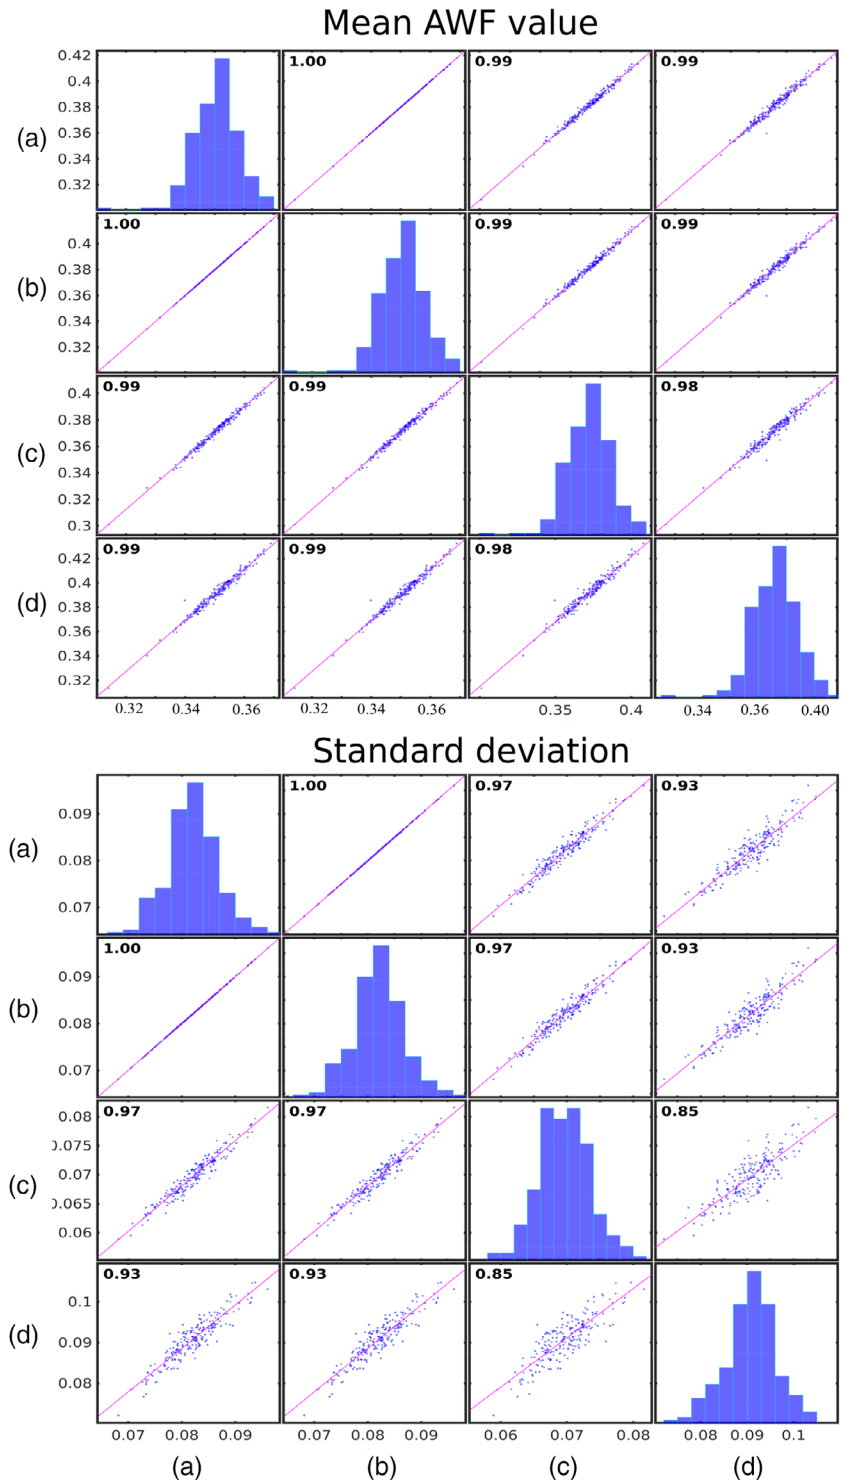 Mean AWF value
0.42 1.00 0.99 0.99
0.4
0.38
(a) 0.36
0.34
0.32
1.00 0.99 0.99
0.4
0.38
(b) 0.36
0.34
0.32
0.4 0.99 0.99 0.98
0.38
(c) 0.36
0.34
0.32
0.3
0.99 0.99 0.98
0.42
0.4
(d) 0.38
0.36
0.34
0.32
0.32 0.34 0.36 0.32 0.34 0.36 0.35 0.4 0.34 0.36 0.40
Standard deviation
1.00 0.97 0.93
0.09
(a) 0.08
0.07
1.00 0.97 0.93
0.09
(b) 0.08
0.07
0.97 0.97 0.85
0.08
0.075
(c) 0.07
0.065
0.06
0.93 0.93 0.85
0.1
(d) 0.09
0.08
0.07 0.08 0.09 0.07 0.08 0.09 0.06 0.07 0.08 0.08 0.09 0.1
(a) (b) (c) (d)